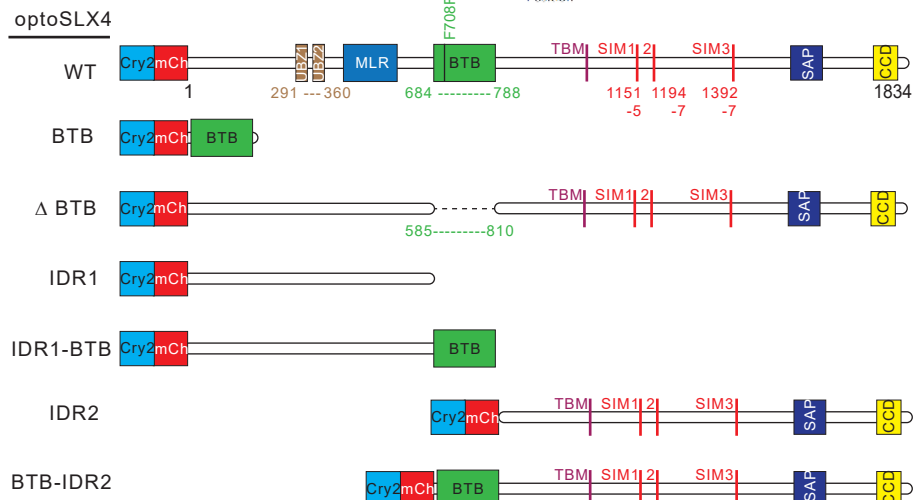 optoSLX4
WT Cry2 mCh UBZ1 UBZ2 MLR BTB TBM SIM1 2 SIM3 SAP CCD
1 291 ---360 684 ---------788 1151 1194 1392 1834
-5 -7 -7
BTB Cry2 mCh BTB
Δ BTB Cry2 mCh TBM SIM1 2 SIM3 SAP CCD
585---------810
IDR1 Cry2 mCh
IDR1-BTB Cry2 mCh BTB
IDR2 Cry2 mCh TBM SIM1 2 SIM3 SAP CCD
BTB-IDR2 Cry2 mCh BTB TBM SIM1 2 SIM3 SAP CCD